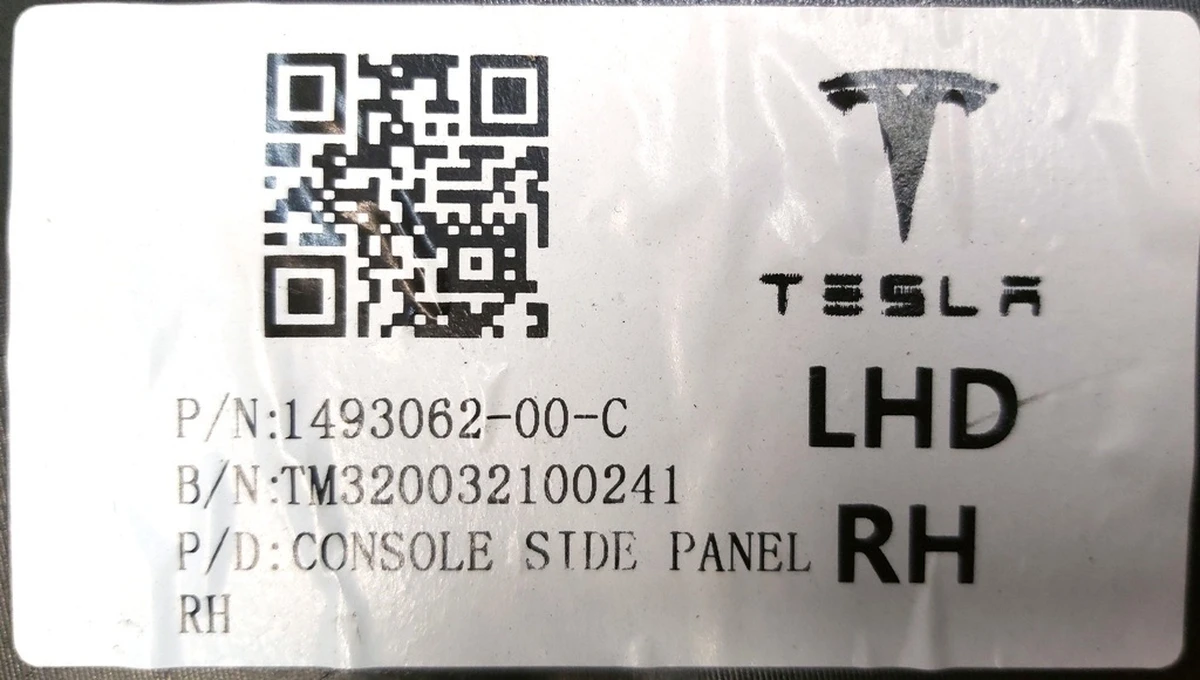 TESLA
LHD
P/N:1493062-00-C
B/N:TM320032100241
P/D:CONSOLE SIDE PANEL
RH
RH